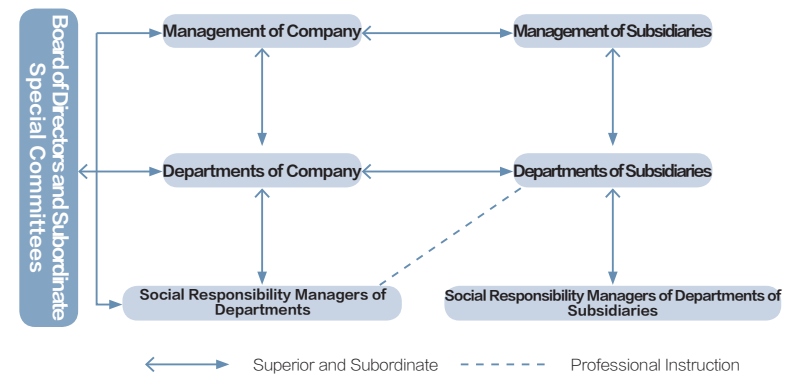 Board of Directors and Subordinate
Special Committees
Management of Company
Management of Subsidiaries
Departments of Company
Departments of Subsidiaries
Social Responsibility Managers of
Departments
Social Responsibility Managers of Departments of
Subsidiaries
Superior and Subordinate
Professional Instruction